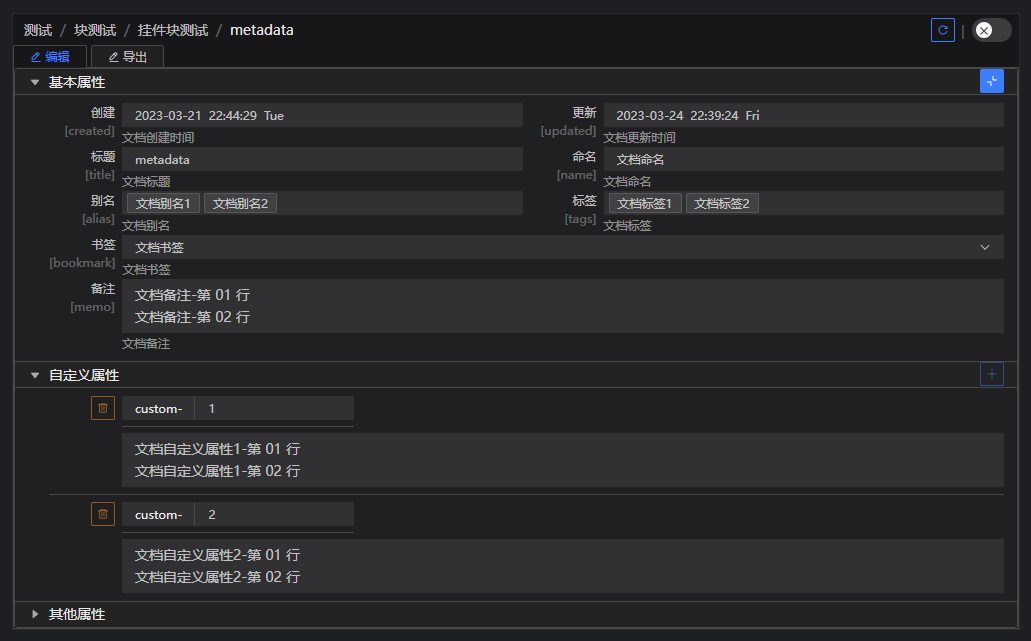 测试 / 块测试 / 挂件块测试 / metadata
编辑 导出
基本属性
创建 2023-03-21 22:44:29 Tue 更新 2023-03-24 22:39:24 Fri
[created] 文档创建时间 [updated] 文档更新时间
标题 metadata 命名 文档命名
[title] 文档标题 [name] 文档命名
别名 文档别名1 文档别名2 标签 文档标签1 文档标签2
[alias] 文档别名 [tags] 文档标签
书签 文档书签
[bookmark] 文档书签
备注 文档备注-第 01 行
[memo] 文档备注-第 02 行
文档备注
自定义属性
custom- 1
文档自定义属性1-第 01 行
文档自定义属性1-第 02 行
custom- 2
文档自定义属性2-第 01 行
文档自定义属性2-第 02 行
其他属性